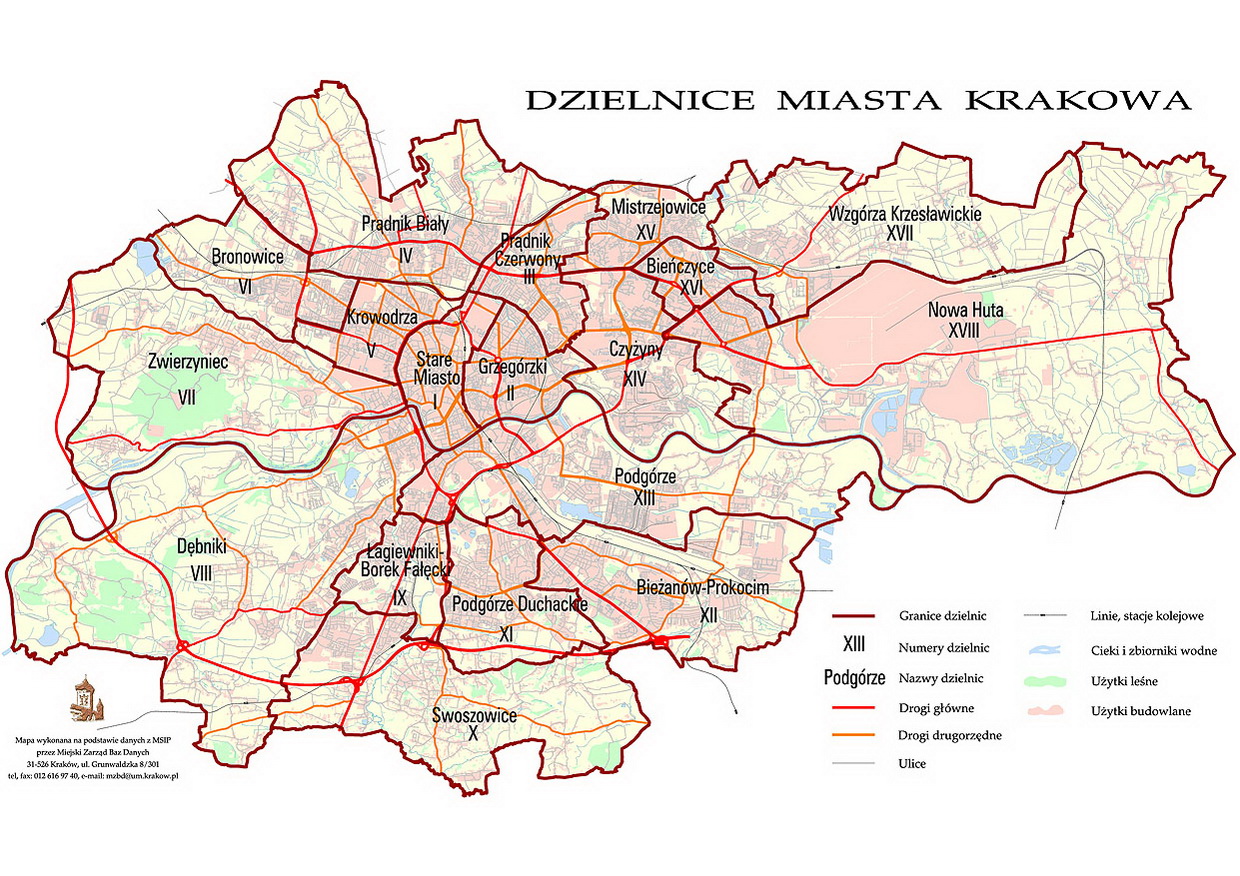 DZIELNICE MIASTA KRAKOWA
Prądnik Biały
IV
Prądnik
Czerwony
III
Mistrzejowice
XV
Wzgórza Krzesławickie
XVII
Bronowice
VI
Bieńczyce
XVI
Krowodrza
V
Nowa Huta
XVIII
Zwierzyniec
VII
Stare
Miasto
I
Grzegórzki
II
Czyżyny
XIV
Podgórze
XIII
Dębniki
VIII
Łagiewniki-
Borek Fałęcki
IX
Podgórze Duchackie
XI
Bieżanów-Prokocim
XII
Swoszowice
X
Granice dzielnic
XIII Numery dzielnic
Podgórze Nazwy dzielnic
Drogi główne
Drogi drugorzędne
Ulice
Linie, stacje kolejowe
Cieki i zbiorniki wodne
Użytki leśne
Użytki budowlane
Mapa wykonana na podstawie danych z MSIP
przez Miejski Zarząd Baz Danych
31-526 Kraków, ul. Grunwaldzka 8/301
tel, fax: 012 616 97 40, e-mail: mzbd@um.krakow.pl